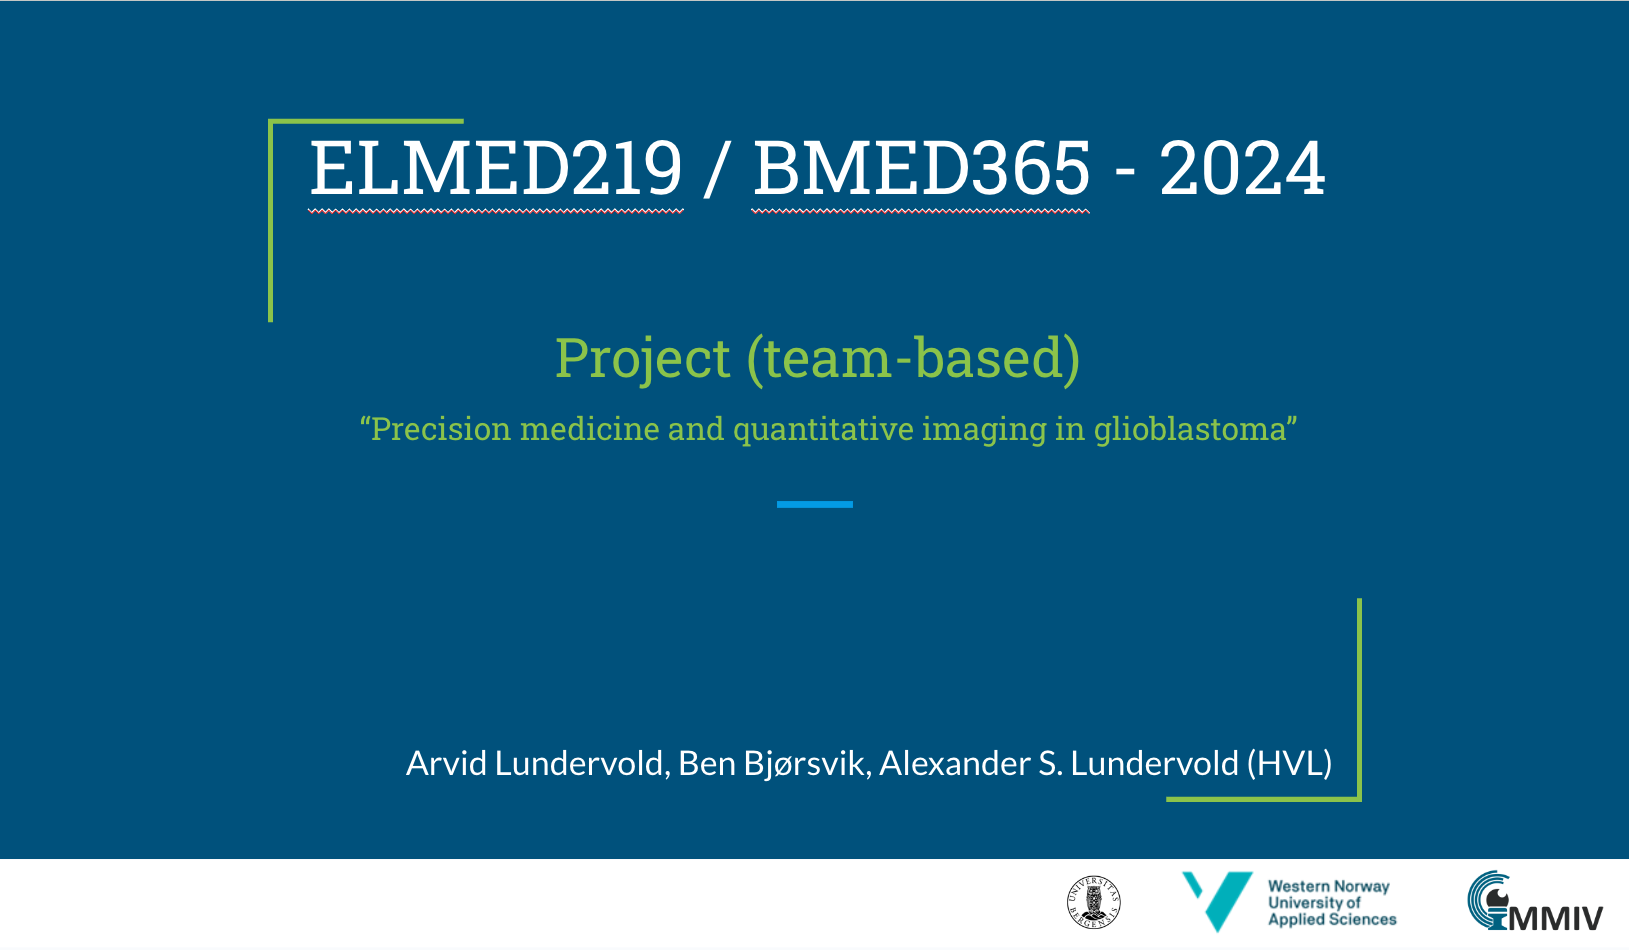 ELMED219 / BMED365 - 2024
Project (team-based)
“Precision medicine and quantitative imaging in glioblastoma”
Arvid Lundervold, Ben Bjørsvik, Alexander S. Lundervold (HVL)
UNIVERSITAS
BERGENSIS
Western Norway
University of
Applied Sciences
MMIV